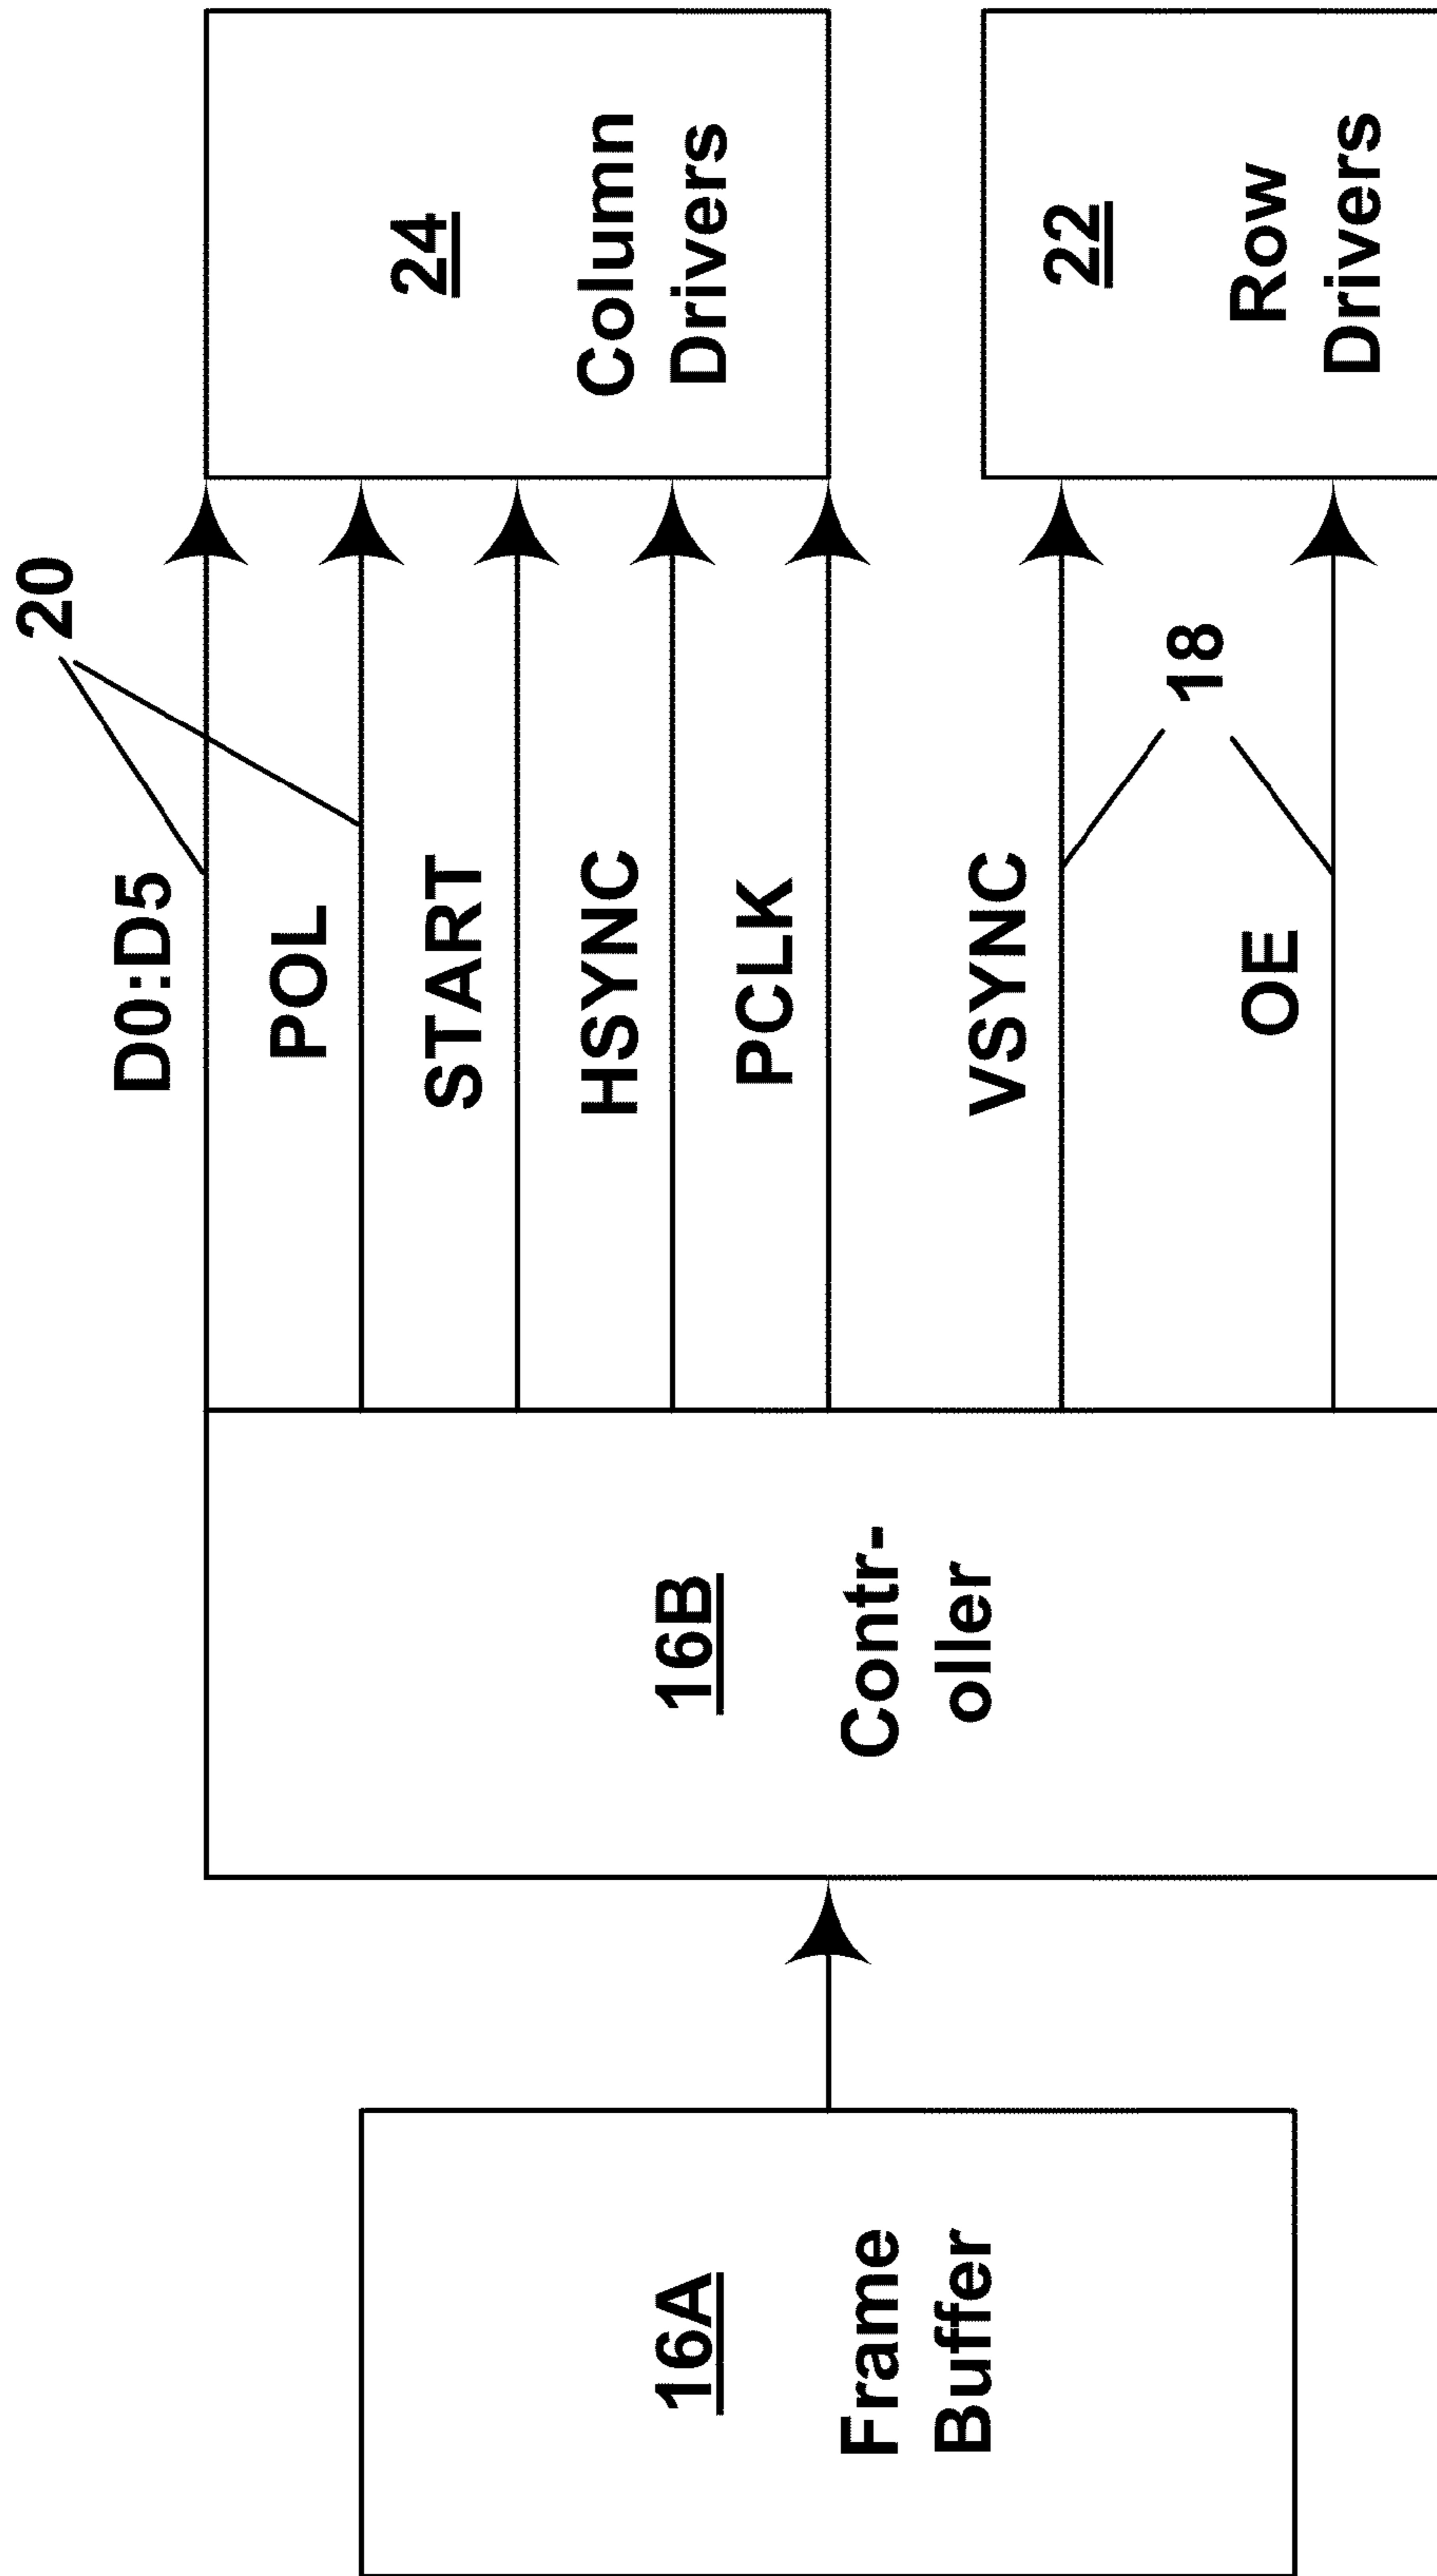 16A
Frame
Buffer
16B
Contr-
oller
20
D0:D5
POL
START
HSYNC
PCLK
VSYNC
18
OE
24
Column
Drivers
22
Row
Drivers